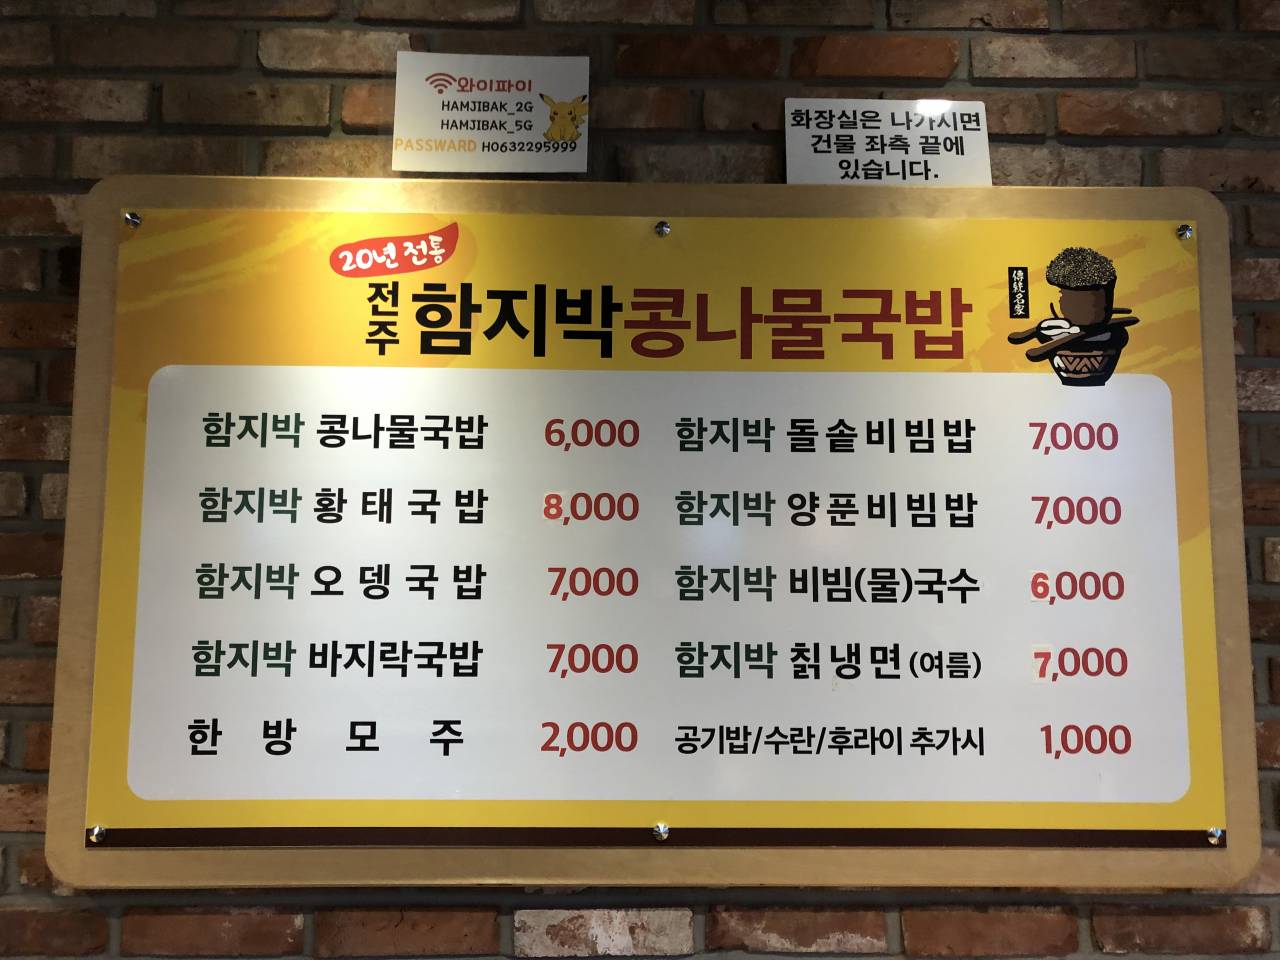 와이파이
HAMJIBAK_2G
HAMJIBAK_5G
PASSWARD H0632295999
화장실은 나가시면
건물 좌측 끝에
있습니다.
20년 전통
전주 함지박콩나물국밥
傳統名家
함지박 콩나물국밥 6,000
함지박 황태국밥 8,000
함지박 오뎅국밥 7,000
함지박 바지락국밥 7,000
한방모주 2,000
함지박 돌솥비빔밥 7,000
함지박 양푼비빔밥 7,000
함지박 비빔(물)국수 6,000
함지박 칡냉면(여름) 7,000
공기밥/수란/후라이 추가시 1,000